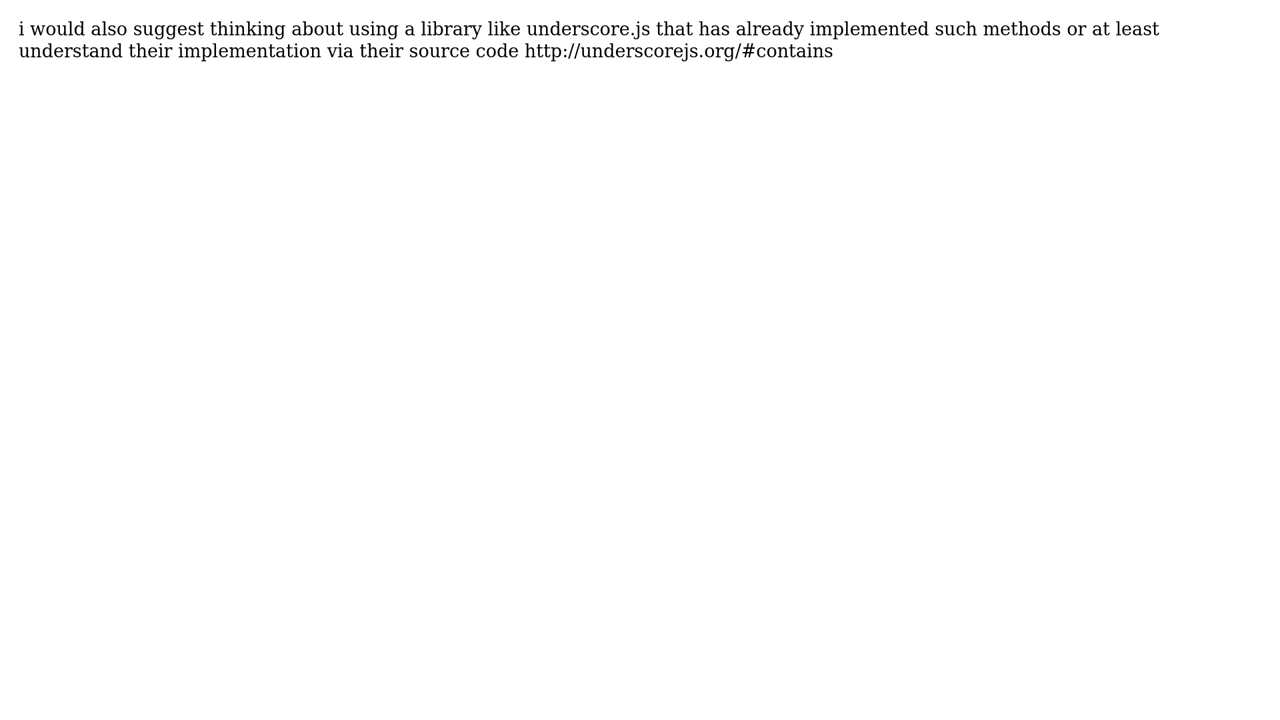 i would also suggest thinking about using a library like underscore.js that has already implemented such methods or at least
understand their implementation via their source code http://underscorejs.org/#contains